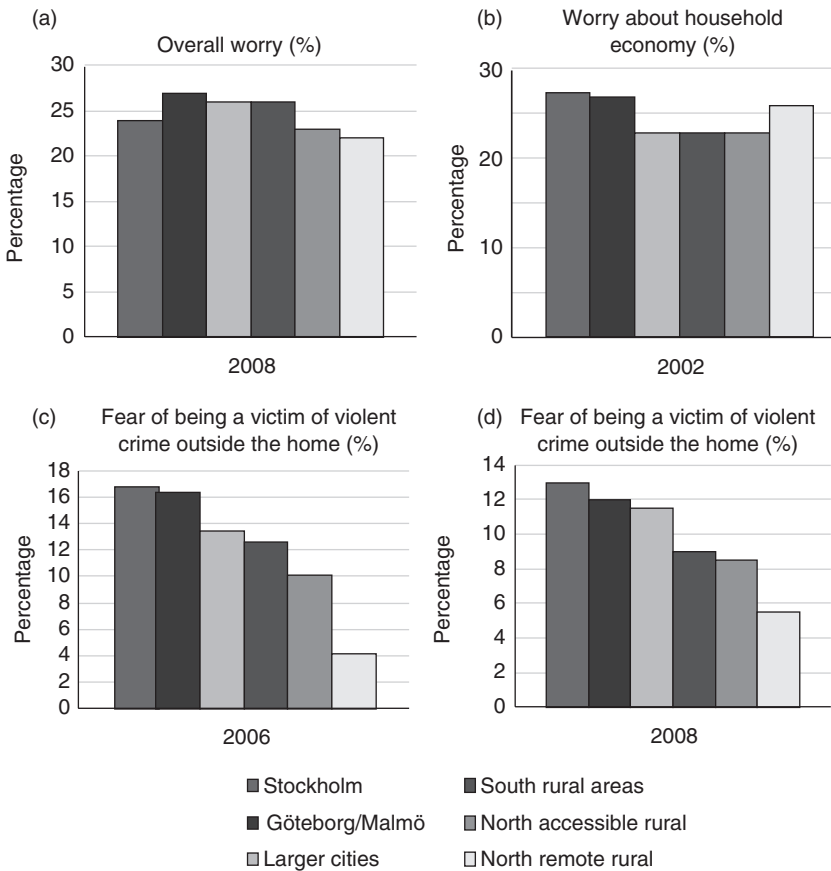 (a)
Overall worry (%)
30
25
20
15
10
5
0
Percentage
2008
(b)
Worry about household
economy (%)
30
20
10
0
Percentage
2002
(c)
Fear of being a victim of violent
crime outside the home (%)
18
16
14
12
10
8
6
4
2
0
Percentage
2006
(d)
Fear of being a victim of violent
crime outside the home (%)
14
12
10
8
6
4
2
0
Percentage
2008
Stockholm
Göteborg/Malmö
Larger cities
South rural areas
North accessible rural
North remote rural